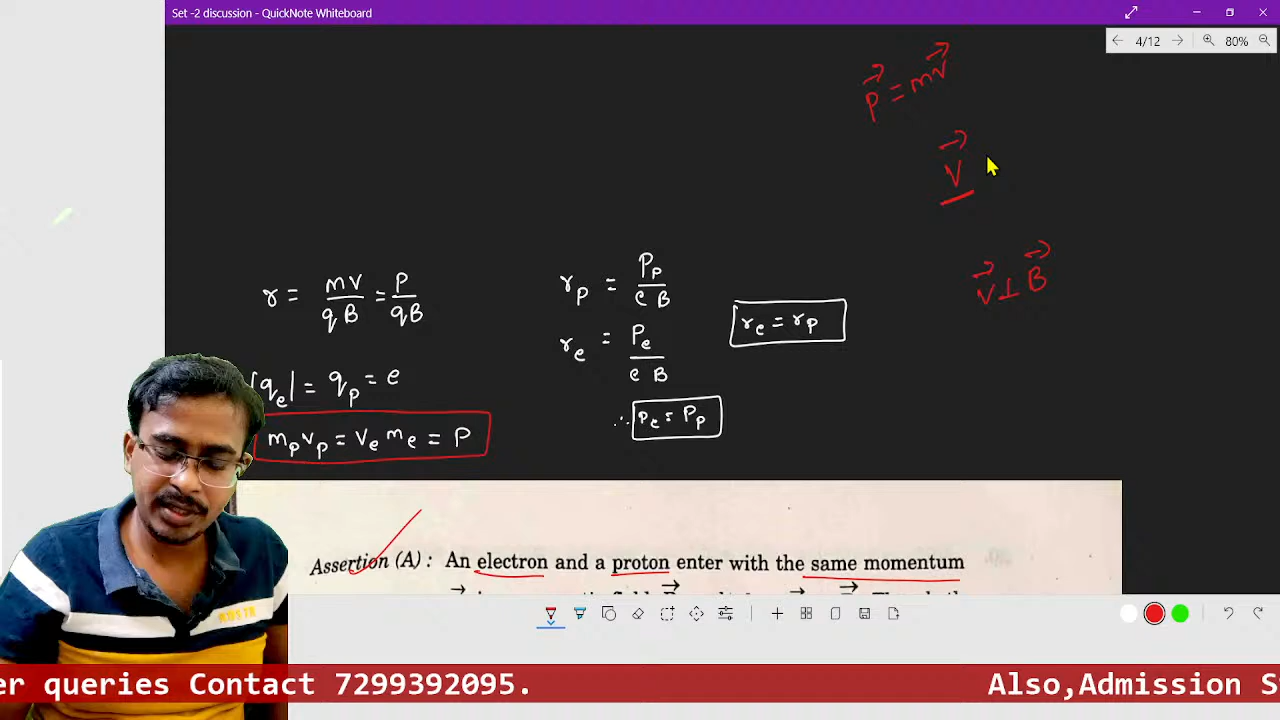 Set -2 discussion - QuickNote Whiteboard
4/12
80%
p⃗ = mv⃗
v⃗
v⃗ ⊥ B⃗
r = mv/qB = P/qB
r_p = P_p/eB
r_e = P_e/eB
r_e = r_p
|q_e| = q_p = e
∴ P_e = P_p
m_p v_p = v_e m_e = P
Assertion (A) : An electron and a proton enter with the same momentum
er queries Contact 7299392095.
Also,Admission S